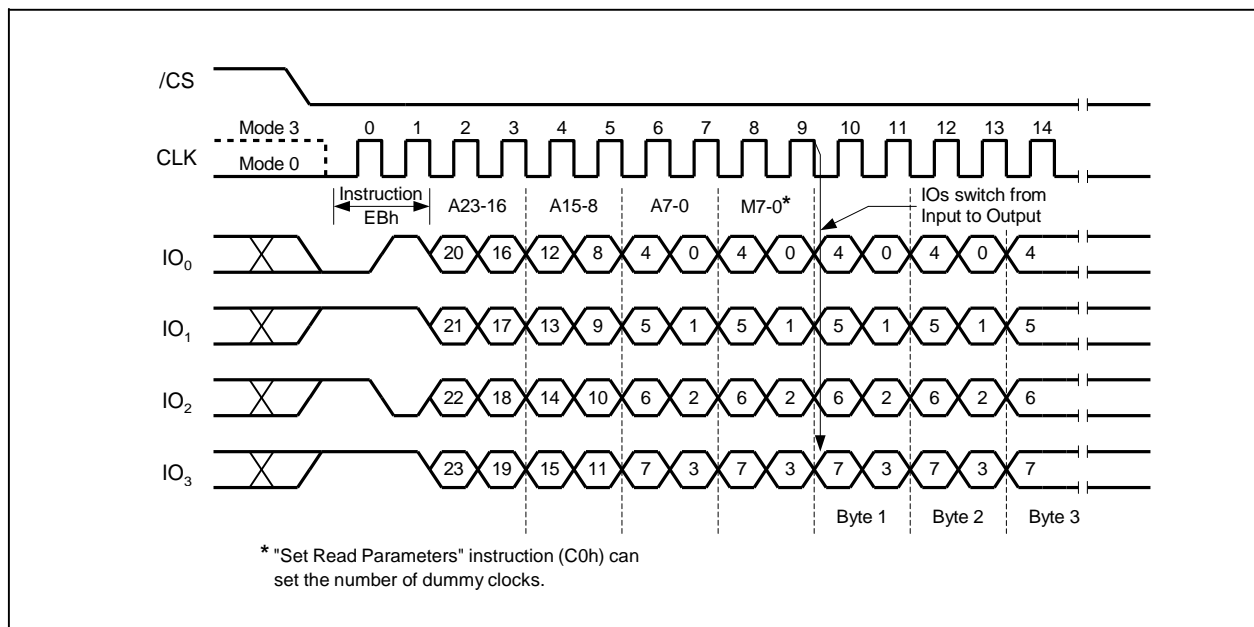 /CS
Mode 3 0 1 2 3 4 5 6 7 8 9 10 11 12 13 14
CLK
Mode 0
Instruction
EBh
A23-16 A15-8 A7-0 M7-0*
IOs switch from
Input to Output
IO0 20 16 12 8 4 0 4 0 4 0 4 0 4
IO1 21 17 13 9 5 1 5 1 5 1 5 1 5
IO2 22 18 14 10 6 2 6 2 6 2 6 2 6
IO3 23 19 15 11 7 3 7 3 7 3 7 3 7
Byte 1 Byte 2 Byte 3
* "Set Read Parameters" instruction (C0h) can
set the number of dummy clocks.